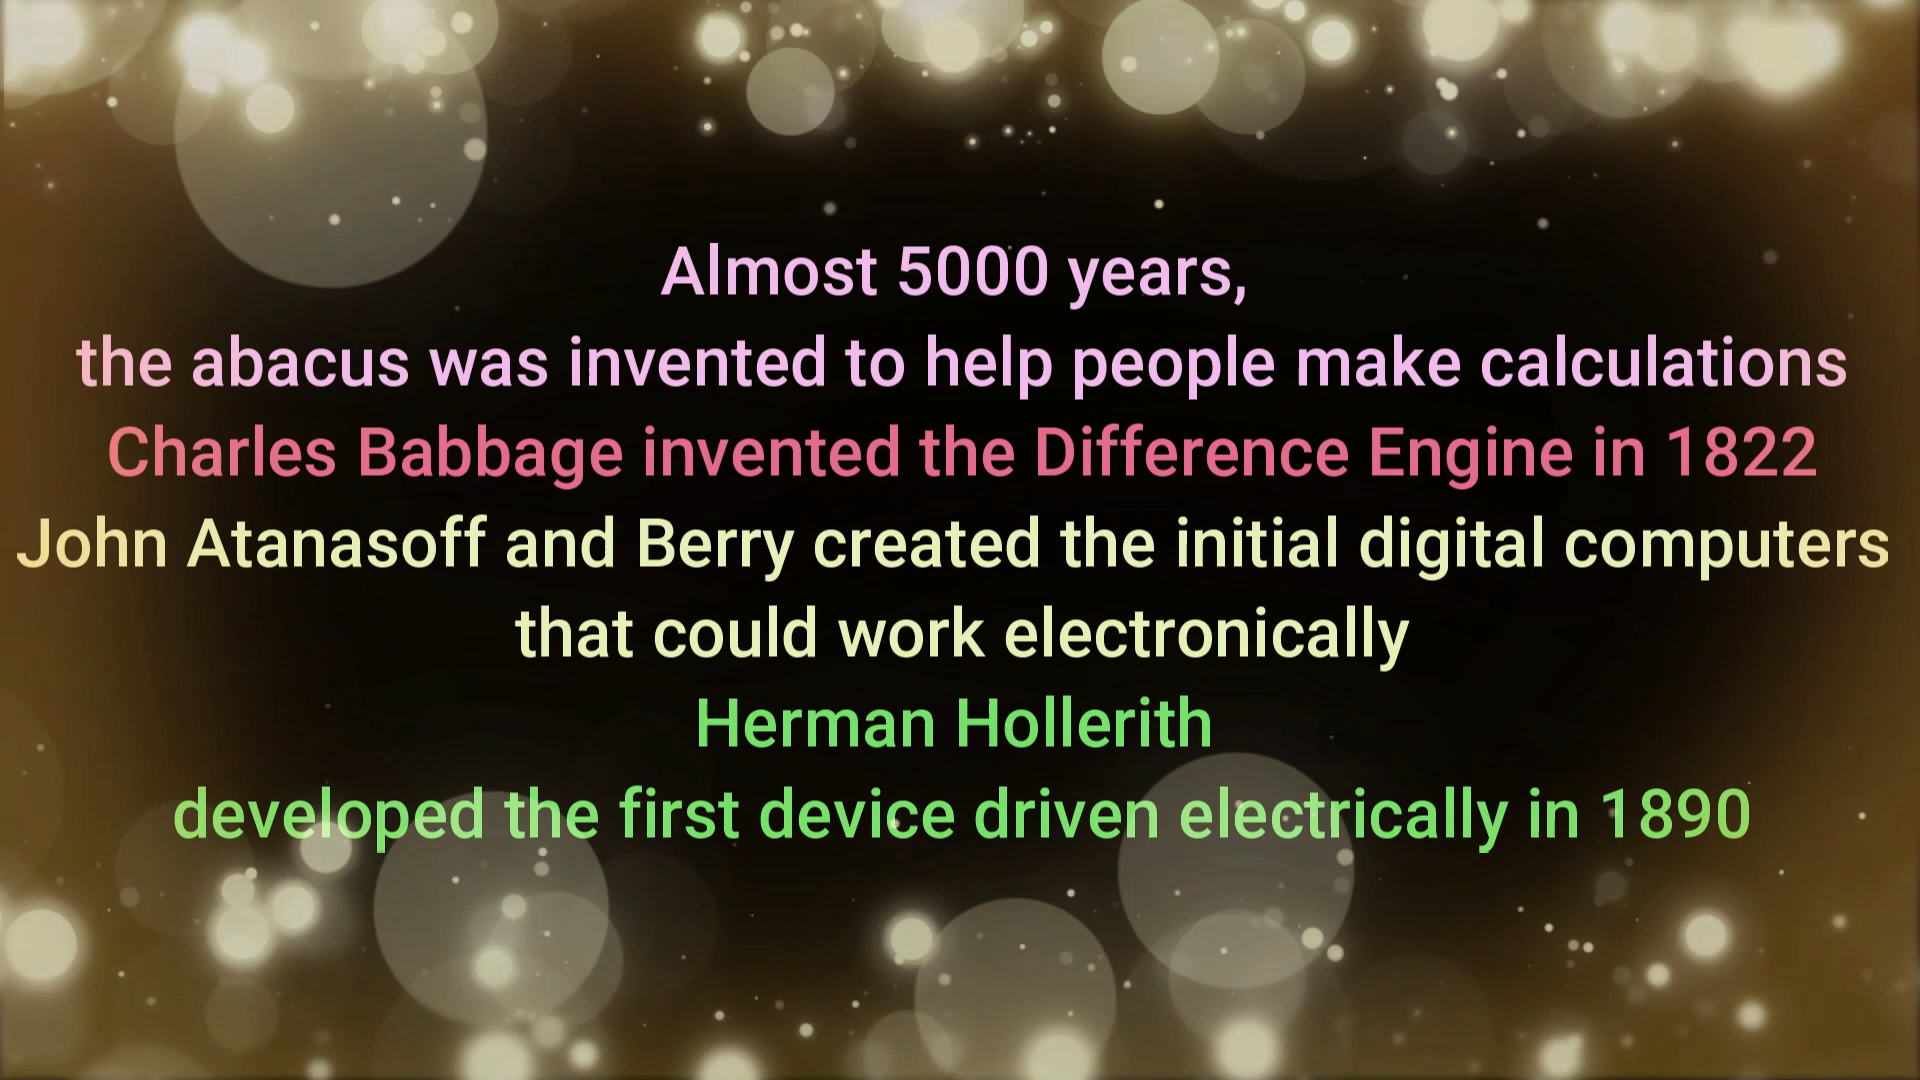 Almost 5000 years,
the abacus was invented to help people make calculations
Charles Babbage invented the Difference Engine in 1822
John Atanasoff and Berry created the initial digital computers
that could work electronically
Herman Hollerith
developed the first device driven electrically in 1890